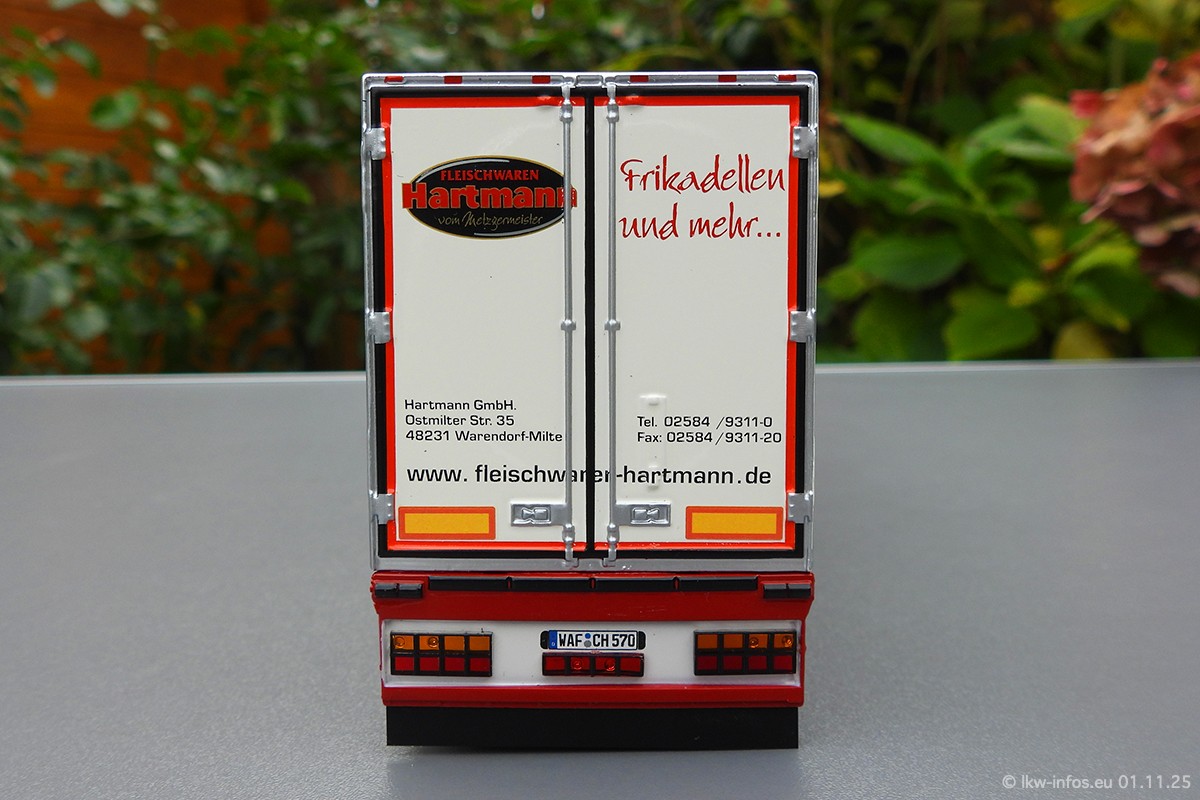 FLEISCHWAREN
Hartmann
vom Metzgermeister
Frikadellen
und mehr...
Hartmann GmbH.
Ostmilter Str. 35
48231 Warendorf-Milte
Tel. 02584 /9311-0
Fax: 02584 /9311-20
www.fleischwaren-hartmann.de
WAF CH 570
© lkw-infos.eu 01.11.25